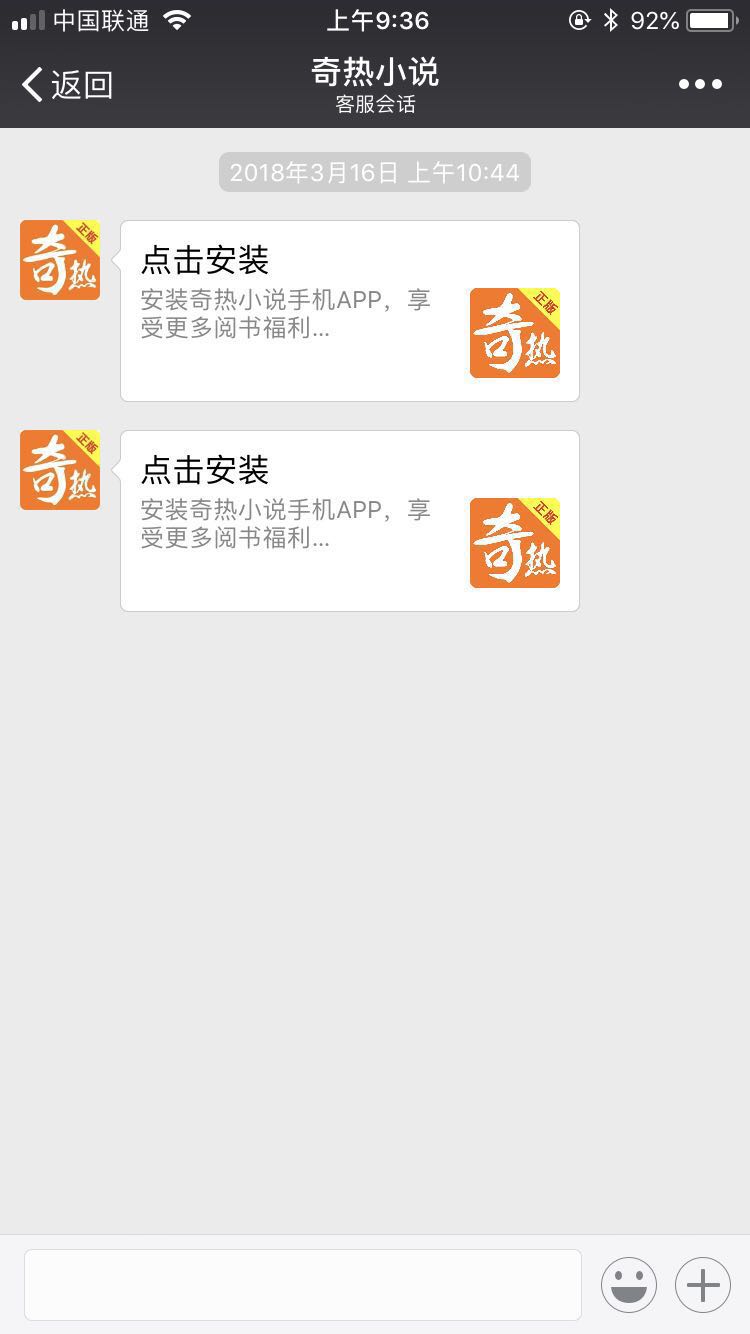 中国联通
上午9:36
92%
返回
奇热小说
客服会话
2018年3月16日 上午10:44
正版
奇热
点击安装
安装奇热小说手机APP，享
受更多阅书福利...
正版
奇热
正版
奇热
点击安装
安装奇热小说手机APP，享
受更多阅书福利...
正版
奇热